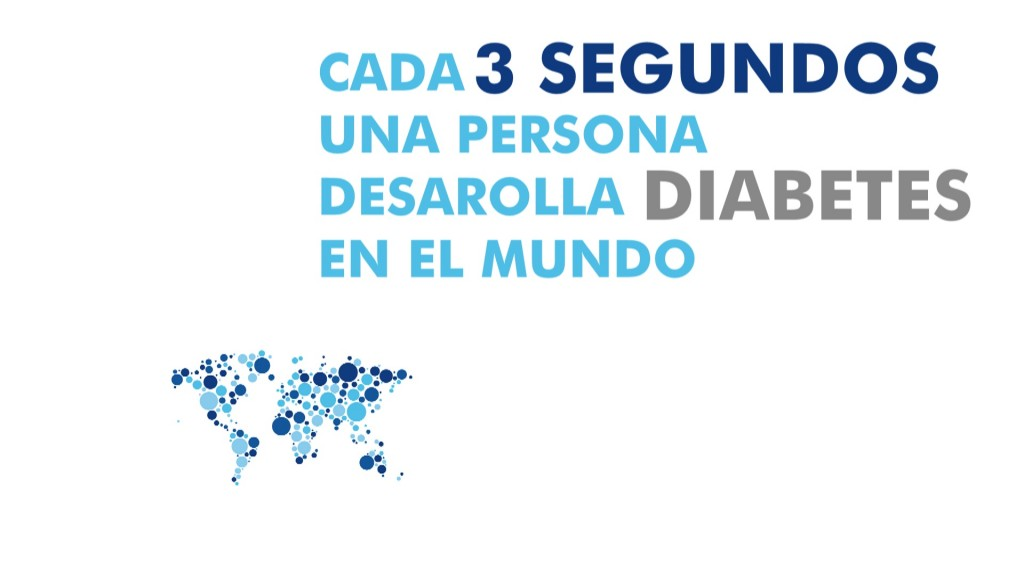 CADA 3 SEGUNDOS
UNA PERSONA
DESAROLLA DIABETES
EN EL MUNDO